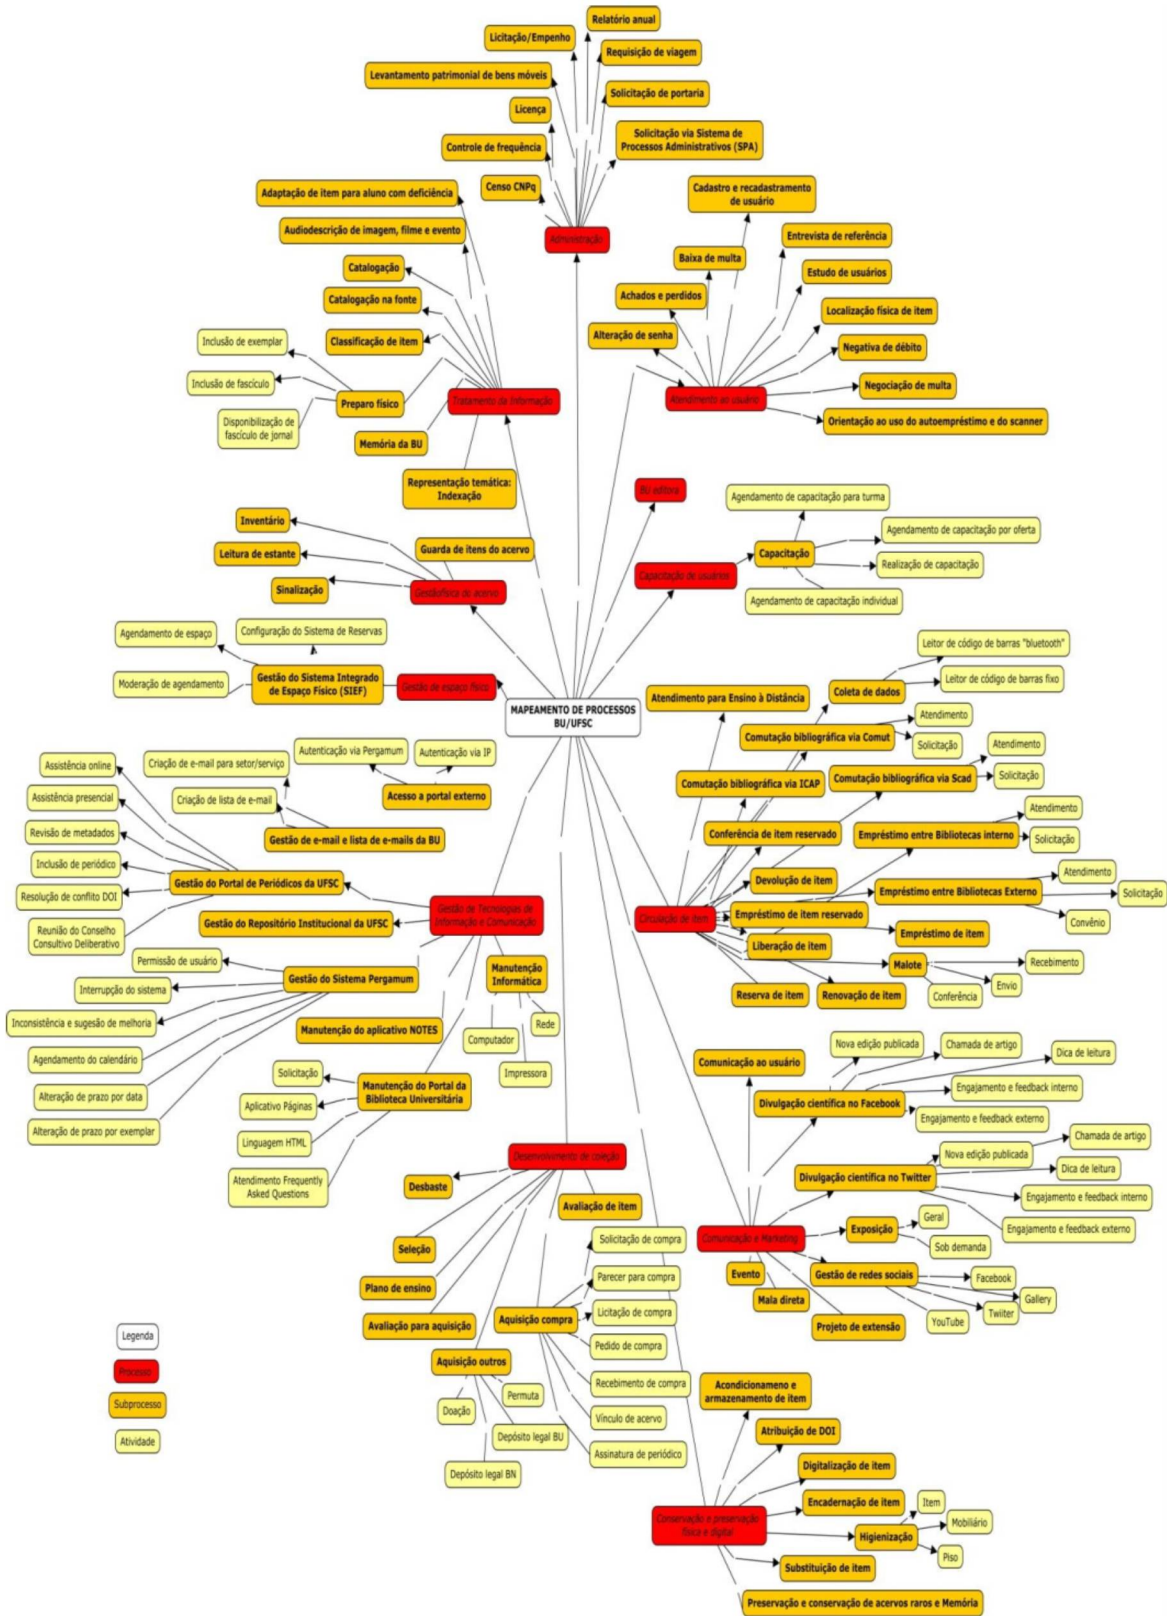 Relatório anual
Licitação/Empenho
Requisição de viagem
Levantamento patrimonial de bens móveis
Solicitação de portaria
Licença
Solicitação via Sistema de
Processos Administrativos (SPA)
Controle de frequência
Censo CNPq
Administração
Adaptação de item para aluno com deficiência
Audiodescrição de imagem, filme e evento
Catalogação
Catalogação na fonte
Classificação de item
Inclusão de exemplar
Inclusão de fascículo
Preparo físico
Disponibilização de
fascículo de jornal
Tratamento da Informação
Memória da BU
Representação temática:
Indexação
Cadastro e recadastramento
de usuário
Entrevista de referência
Baixa de multa
Estudo de usuários
Achados e perdidos
Localização física de item
Alteração de senha
Negativa de débito
Negociação de multa
Atendimento ao usuário
Orientação ao uso do autoempréstimo e do scanner
BU editora
Agendamento de capacitação para turma
Agendamento de capacitação por oferta
Capacitação
Realização de capacitação
Capacitação de usuários
Agendamento de capacitação individual
Inventário
Guarda de itens do acervo
Leitura de estante
Sinalização
Gestãofísica do acervo
Configuração do Sistema de Reservas
Agendamento de espaço
Moderação de agendamento
Gestão do Sistema Integrado
de Espaço Físico (SIEF)
Gestão de espaço físico
MAPEAMENTO DE PROCESSOS
BU/UFSC
Leitor de código de barras "bluetooth"
Atendimento para Ensino à Distância
Coleta de dados
Leitor de código de barras fixo
Comutação bibliográfica via Comut
Atendimento
Solicitação
Comutação bibliográfica via ICAP
Comutação bibliográfica via Scad
Atendimento
Solicitação
Conferência de item reservado
Empréstimo entre Bibliotecas interno
Atendimento
Solicitação
Devolução de item
Empréstimo entre Bibliotecas Externo
Atendimento
Solicitação
Convênio
Circulação de item
Empréstimo de item reservado
Empréstimo de item
Liberação de item
Malote
Recebimento
Envio
Conferência
Reserva de item
Renovação de item
Autenticação via Pergamum
Autenticação via IP
Acesso a portal externo
Criação de e-mail para setor/serviço
Criação de lista de e-mail
Gestão de e-mail e lista de e-mails da BU
Assistência online
Assistência presencial
Revisão de metadados
Inclusão de periódico
Resolução de conflito DOI
Reunião do Conselho
Consultivo Deliberativo
Gestão do Portal de Periódicos da UFSC
Gestão do Repositório Institucional da UFSC
Gestão de Tecnologias de
Informação e Comunicação
Permissão de usuário
Interrupção do sistema
Inconsistência e sugesão de melhoria
Agendamento do calendário
Alteração de prazo por data
Alteração de prazo por exemplar
Gestão do Sistema Pergamum
Manutenção
Informática
Computador
Rede
Impressora
Manutenção do aplicativo NOTES
Solicitação
Aplicativo Páginas
Linguagem HTML
Atendimento Frequently
Asked Questions
Manutenção do Portal da
Biblioteca Universitária
Comunicação ao usuário
Nova edição publicada
Chamada de artigo
Dica de leitura
Divulgação científica no Facebook
Engajamento e feedback interno
Engajamento e feedback externo
Divulgação científica no Twitter
Nova edição publicada
Chamada de artigo
Dica de leitura
Engajamento e feedback interno
Engajamento e feedback externo
Comunicação e Marketing
Exposição
Geral
Sob demanda
Evento
Gestão de redes sociais
Facebook
Gallery
Twiiter
YouTube
Mala direta
Projeto de extensão
Desenvolvimento de coleção
Desbaste
Avaliação de item
Seleção
Plano de ensino
Avaliação para aquisição
Aquisição compra
Solicitação de compra
Parecer para compra
Licitação de compra
Pedido de compra
Recebimento de compra
Vínculo de acervo
Assinatura de periódico
Aquisição outros
Doação
Permuta
Depósito legal BU
Depósito legal BN
Acondicionameno e
armazenamento de item
Atribuição de DOI
Digitalização de item
Encadernação de item
Conservação e preservação
física e digital
Higienização
Item
Mobiliário
Piso
Substituição de item
Preservação e conservação de acervos raros e Memória
Legenda
Processo
Subprocesso
Atividade